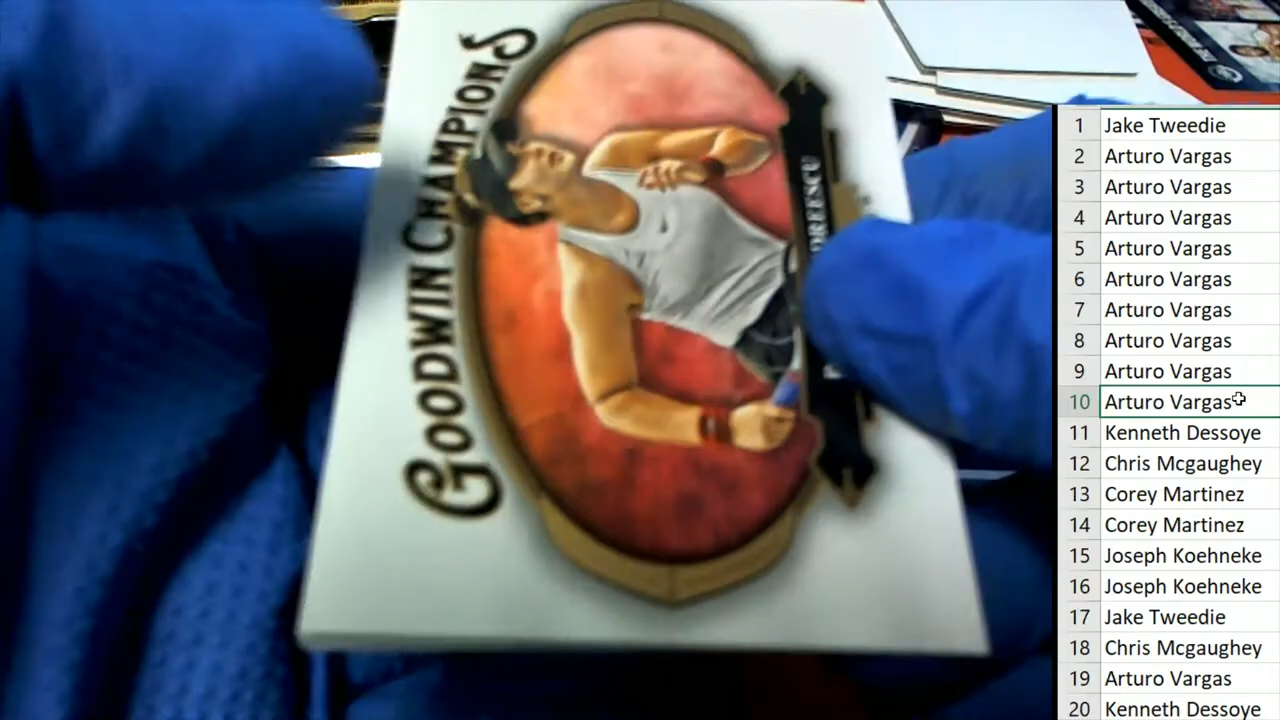 GOODWIN CHAMPIONS
1 Jake Tweedie
2 Arturo Vargas
3 Arturo Vargas
4 Arturo Vargas
5 Arturo Vargas
6 Arturo Vargas
7 Arturo Vargas
8 Arturo Vargas
9 Arturo Vargas
10 Arturo Vargas
11 Kenneth Dessoye
12 Chris Mcgaughey
13 Corey Martinez
14 Corey Martinez
15 Joseph Koehneke
16 Joseph Koehneke
17 Jake Tweedie
18 Chris Mcgaughey
19 Arturo Vargas
20 Kenneth Dessoye